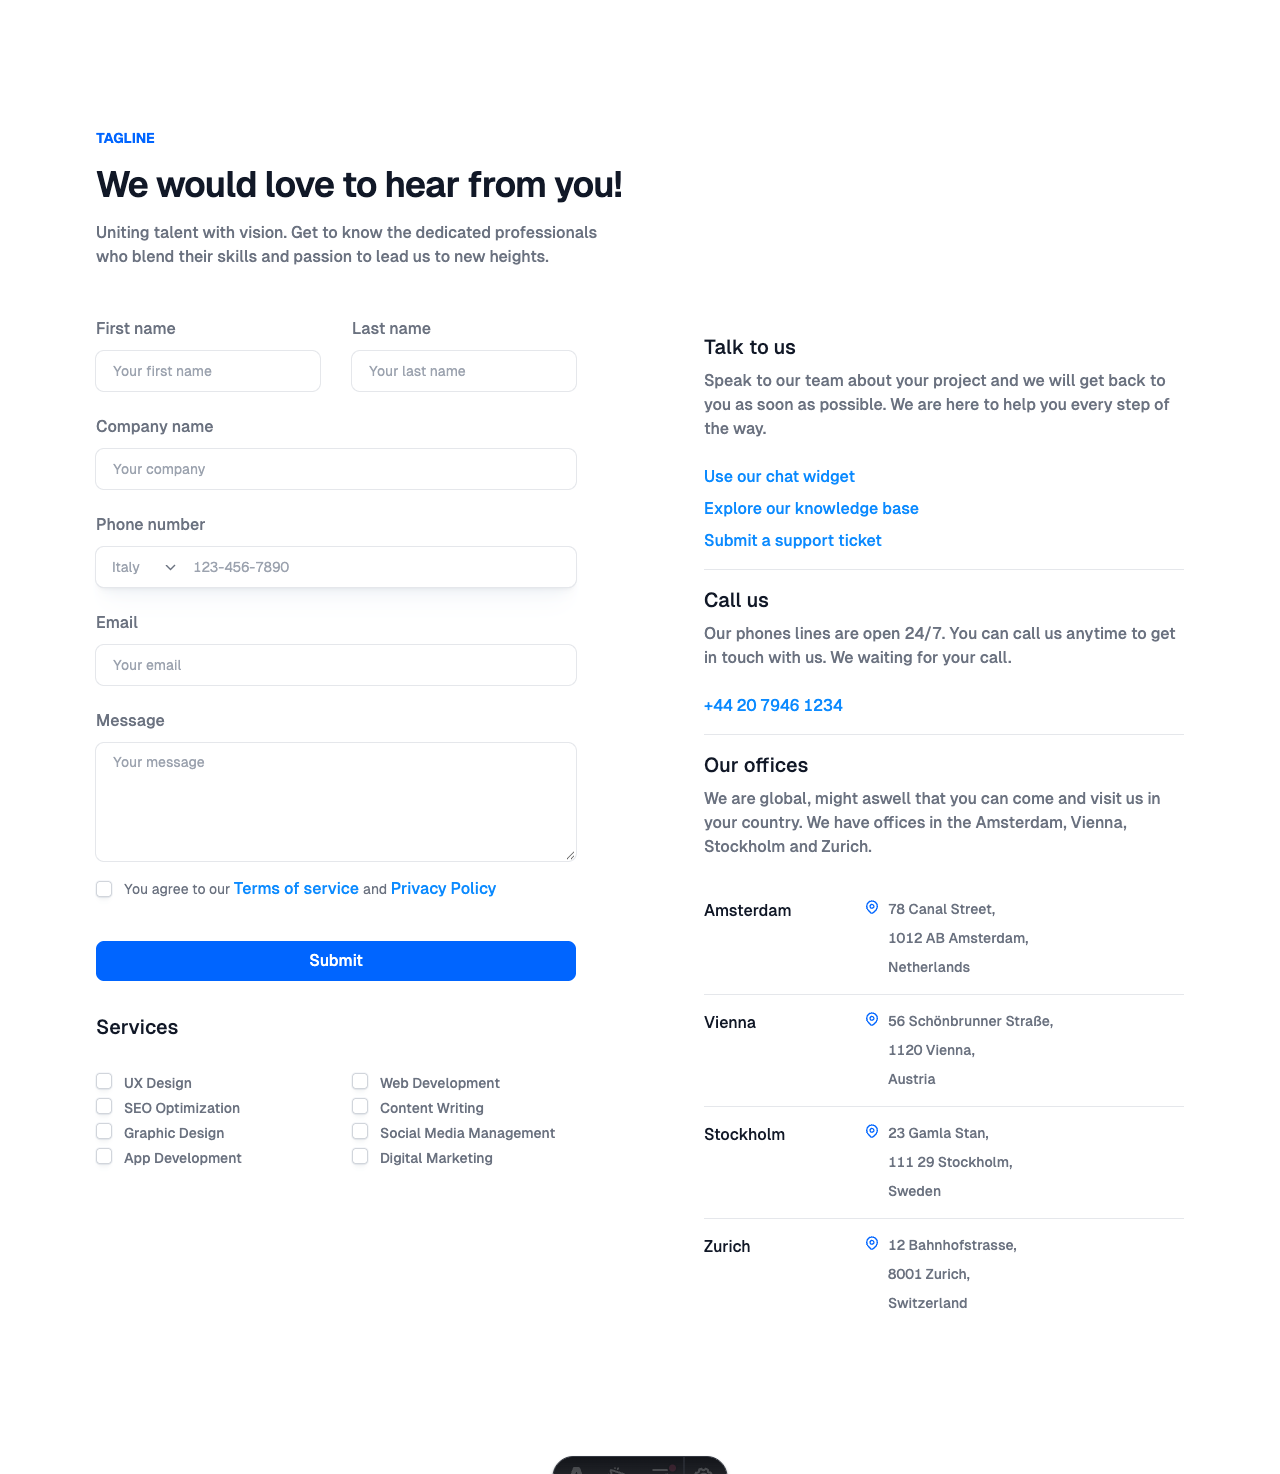 TAGLINE
We would love to hear from you!
Uniting talent with vision. Get to know the dedicated professionals
who blend their skills and passion to lead us to new heights.
First name
Last name
Your first name
Your last name
Company name
Your company
Phone number
Italy
123-456-7890
Email
Your email
Message
Your message
You agree to our Terms of service and Privacy Policy
Submit
Services
UX Design
Web Development
SEO Optimization
Content Writing
Graphic Design
Social Media Management
App Development
Digital Marketing
Talk to us
Speak to our team about your project and we will get back to
you as soon as possible. We are here to help you every step of
the way.
Use our chat widget
Explore our knowledge base
Submit a support ticket
Call us
Our phones lines are open 24/7. You can call us anytime to get
in touch with us. We waiting for your call.
+44 20 7946 1234
Our offices
We are global, might aswell that you can come and visit us in
your country. We have offices in the Amsterdam, Vienna,
Stockholm and Zurich.
Amsterdam
78 Canal Street,
1012 AB Amsterdam,
Netherlands
Vienna
56 Schönbrunner Straße,
1120 Vienna,
Austria
Stockholm
23 Gamla Stan,
111 29 Stockholm,
Sweden
Zurich
12 Bahnhofstrasse,
8001 Zurich,
Switzerland